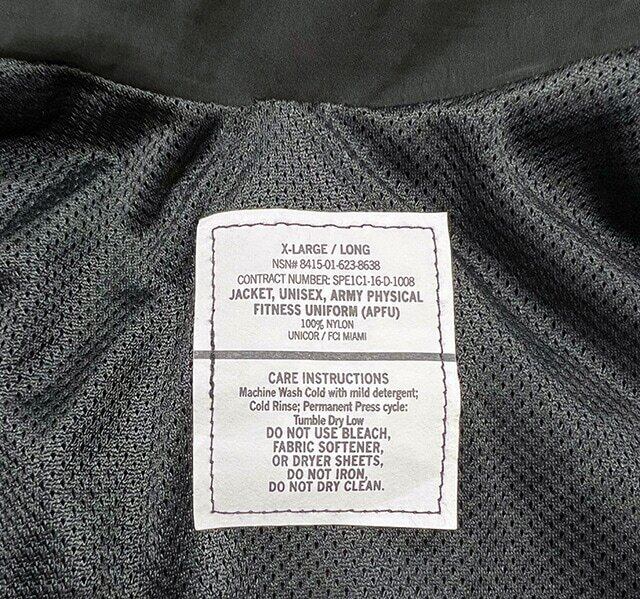 X-LARGE / LONG
NSN# 8415-01-623-8638
CONTRACT NUMBER: SPE1C1-16-D-1008
JACKET, UNISEX, ARMY PHYSICAL
FITNESS UNIFORM (APFU)
100% NYLON
UNICOR / FCI MIAMI
CARE INSTRUCTIONS
Machine Wash Cold with mild detergent;
Cold Rinse; Permanent Press cycle:
Tumble Dry Low
DO NOT USE BLEACH,
FABRIC SOFTENER,
OR DRYER SHEETS,
DO NOT IRON,
DO NOT DRY CLEAN.